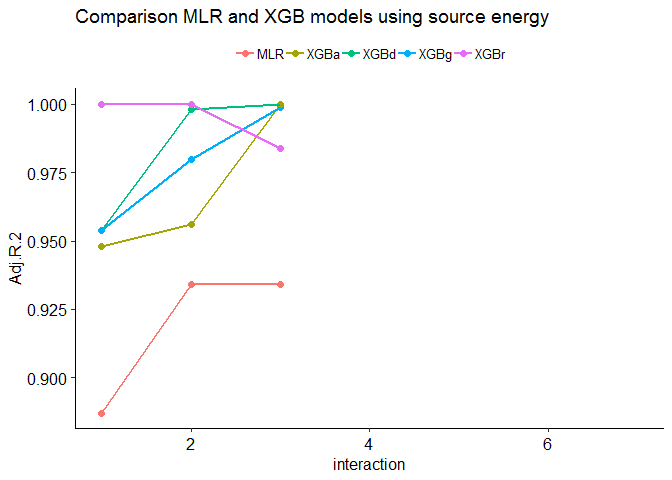 Comparison MLR and XGB models using source energy
MLR XGBa XGBd XGBg XGBr
1.000
0.975
0.950
0.925
0.900
Adj.R.2
2 4 6
interaction